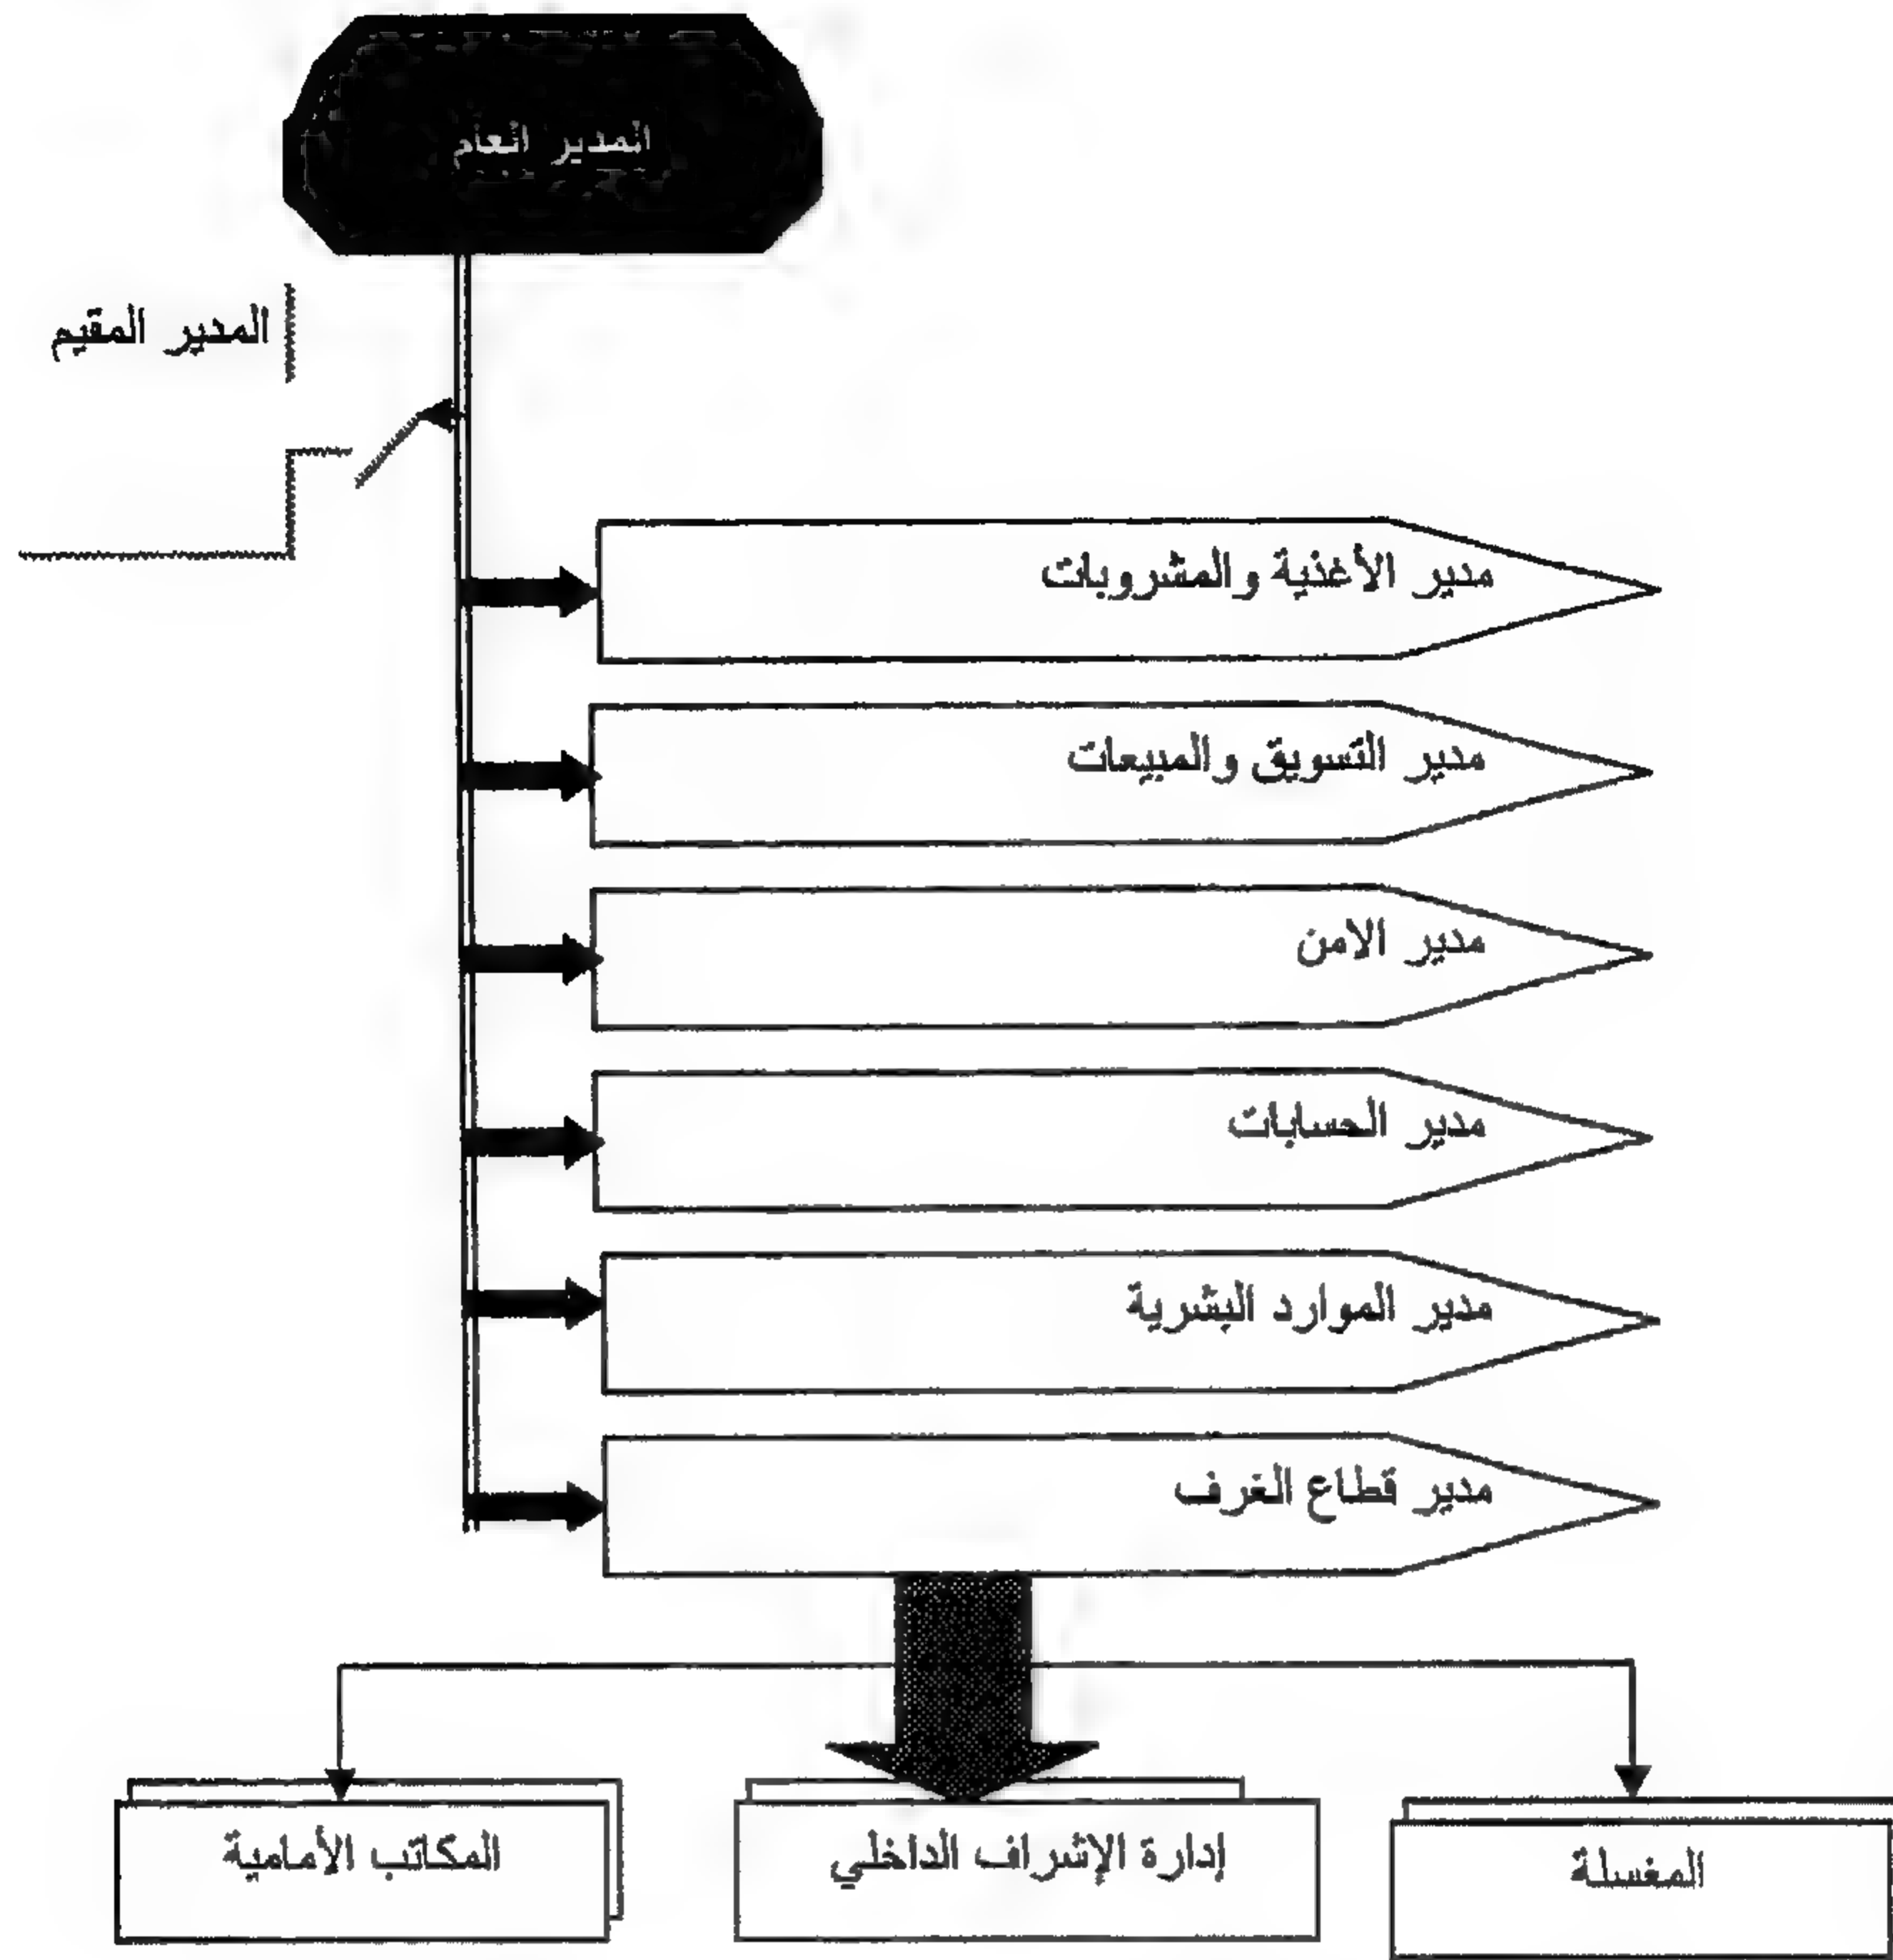 المدير العام
المدير المقيم
مدير الأغذية والمشروبات
مدير التسويق والمبيعات
مدير الامن
مدير الحسابات
مدير الموارد البشرية
مدير قطاع الغرف
المغسلة
إدارة الإشراف الداخلي
المكاتب الأمامية